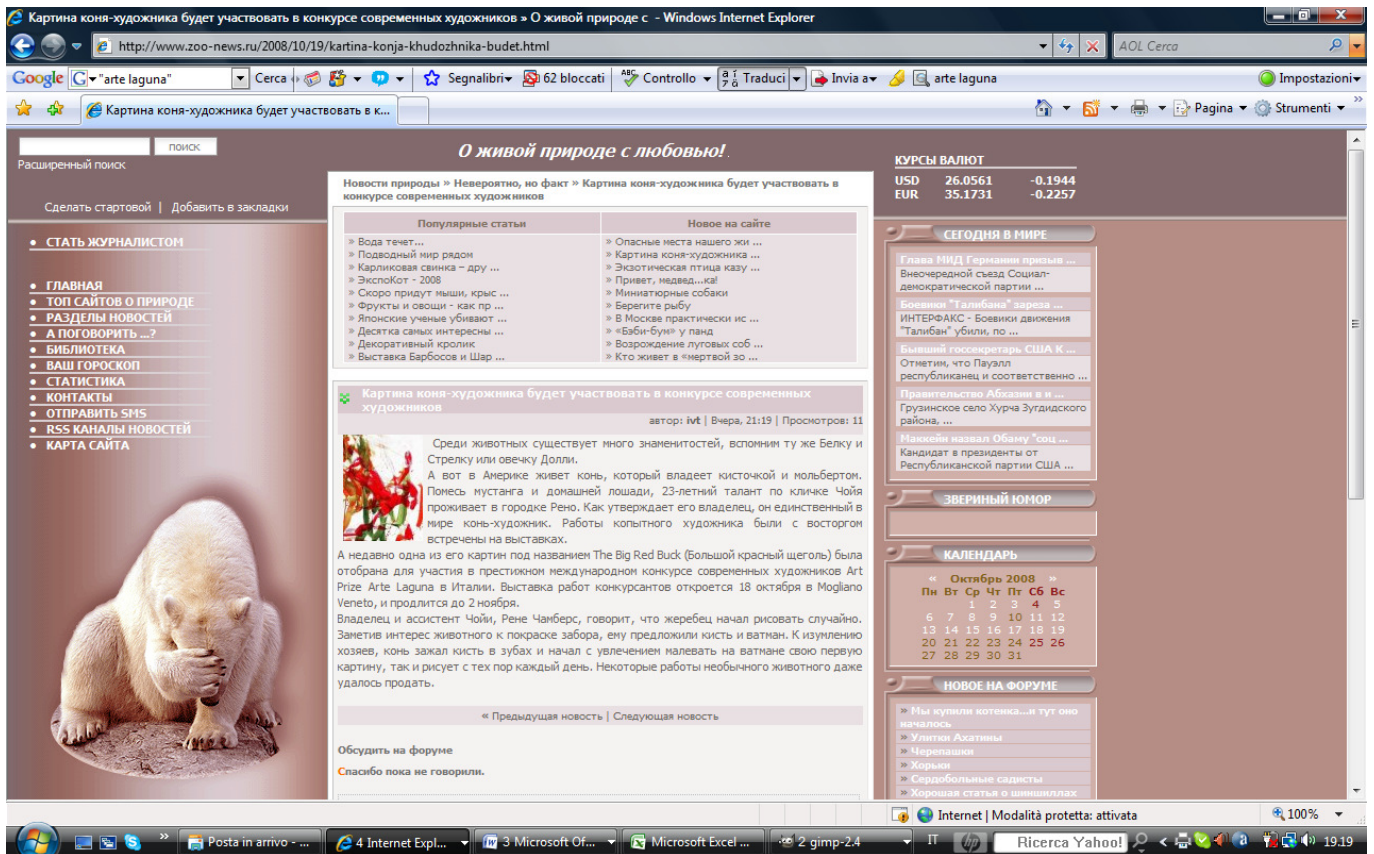 Картина коня-художника будет участвовать в конкурсе современных художников » О живой природе с - Windows Internet Explorer
http://www.zoo-news.ru/2008/10/19/kartina-konja-khudozhnika-budet.html
AOL Cerca
Google
"arte laguna"
Cerca
Segnalibri
62 bloccati
Controllo
Traduci
Invia a
arte laguna
Impostazioni
Картина коня-художника будет участвовать в к...
Pagina
Strumenti
поиск
Расширенный поиск
Сделать стартовой | Добавить в закладки
• СТАТЬ ЖУРНАЛИСТОМ
• ГЛАВНАЯ
• ТОП САЙТОВ О ПРИРОДЕ
• РАЗДЕЛЫ НОВОСТЕЙ
• А ПОГОВОРИТЬ ...?
• БИБЛИОТЕКА
• ВАШ ГОРОСКОП
• СТАТИСТИКА
• КОНТАКТЫ
• ОТПРАВИТЬ SMS
• RSS КАНАЛЫ НОВОСТЕЙ
• КАРТА САЙТА
О живой природе с любовью!
Новости природы » Невероятно, но факт » Картина коня-художника будет участвовать в
конкурсе современных художников
Популярные статьи
» Вода течет...
» Подводный мир рядом
» Карликовая свинка – дру ...
» ЭкспоКот - 2008
» Скоро придут мыши, крыс ...
» Фрукты и овощи - как пр ...
» Японские ученые убивают ...
» Десятка самых интересны ...
» Декоративный кролик
» Выставка Барбосов и Шар ...
Новое на сайте
» Опасные места нашего жи ...
» Картина коня-художника ...
» Экзотическая птица казу ...
» Привет, медвед...ка!
» Миниатюрные собаки
» Берегите рыбу
» В Москве практически ис ...
» «Бэби-бум» у панд
» Возрождение луговых соб ...
» Кто живет в «мертвой зо ...
Картина коня-художника будет участвовать в конкурсе современных
художников
автор: ivt | Вчера, 21:19 | Просмотров: 11
Среди животных существует много знаменитостей, вспомним ту же Белку и
Стрелку или овечку Долли.
А вот в Америке живет конь, который владеет кисточкой и мольбертом.
Помесь мустанга и домашней лошади, 23-летний талант по кличке Чойя
проживает в городке Рено. Как утверждает его владелец, он единственный в
мире конь-художник. Работы копытного художника были с восторгом
встречены на выставках.
А недавно одна из его картин под названием The Big Red Buck (Большой красный щеголь) была
отобрана для участия в престижном международном конкурсе современных художников Art
Prize Arte Laguna в Италии. Выставка работ конкурсантов откроется 18 октября в Mogliano
Veneto, и продлится до 2 ноября.
Владелец и ассистент Чойи, Рене Чамберс, говорит, что жеребец начал рисовать случайно.
Заметив интерес животного к покраске забора, ему предложили кисть и ватман. К изумлению
хозяев, конь зажал кисть в зубах и начал с увлечением малевать на ватмане свою первую
картину, так и рисует с тех пор каждый день. Некоторые работы необычного животного даже
удалось продать.
« Предыдущая новость | Следующая новость
Обсудить на форуме
Спасибо пока не говорили.
КУРСЫ ВАЛЮТ
USD 26.0561 -0.1944
EUR 35.1731 -0.2257
СЕГОДНЯ В МИРЕ
Глава МИД Германии призыв ...
Внеочередной съезд Социал-
демократической партии ...
Боевики "Талибана" зареза ...
ИНТЕРФАКС - Боевики движения
"Талибан" убили, по ...
Бывший госсекретарь США К ...
Отметим, что Пауэлл
республиканец и соответственно ...
Правительство Абхазии в и ...
Грузинское село Хурча Зугдидского
района, ...
Маккейн назвал Обаму "соц ...
Кандидат в президенты от
Республиканской партии США ...
ЗВЕРИНЫЙ ЮМОР
КАЛЕНДАРЬ
« Октябрь 2008 »
Пн Вт Ср Чт Пт Сб Вс
1 2 3 4 5
6 7 8 9 10 11 12
13 14 15 16 17 18 19
20 21 22 23 24 25 26
27 28 29 30 31
НОВОЕ НА ФОРУМЕ
» Мы купили котенка...и тут оно
началось
» Улитки Ахатины
» Черепашки
» Хорьки
» Сердобольные садисты
» Хорошая статья о шиншиллах
Internet | Modalità protetta: attivata
100%
Posta in arrivo - ...
4 Internet Expl...
3 Microsoft Of...
Microsoft Excel ...
2 gimp-2.4
IT
hp
Ricerca Yahoo!
19.19